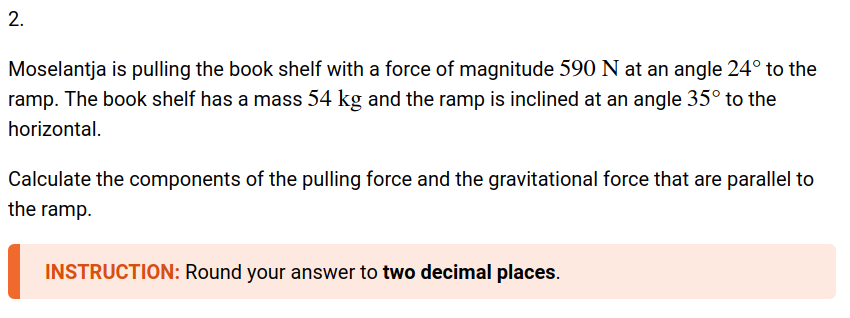 2.
Moselantja is pulling the book shelf with a force of magnitude 590 N at an angle 24° to the
ramp. The book shelf has a mass 54 kg and the ramp is inclined at an angle 35° to the
horizontal.
Calculate the components of the pulling force and the gravitational force that are parallel to
the ramp.
INSTRUCTION: Round your answer to two decimal places.